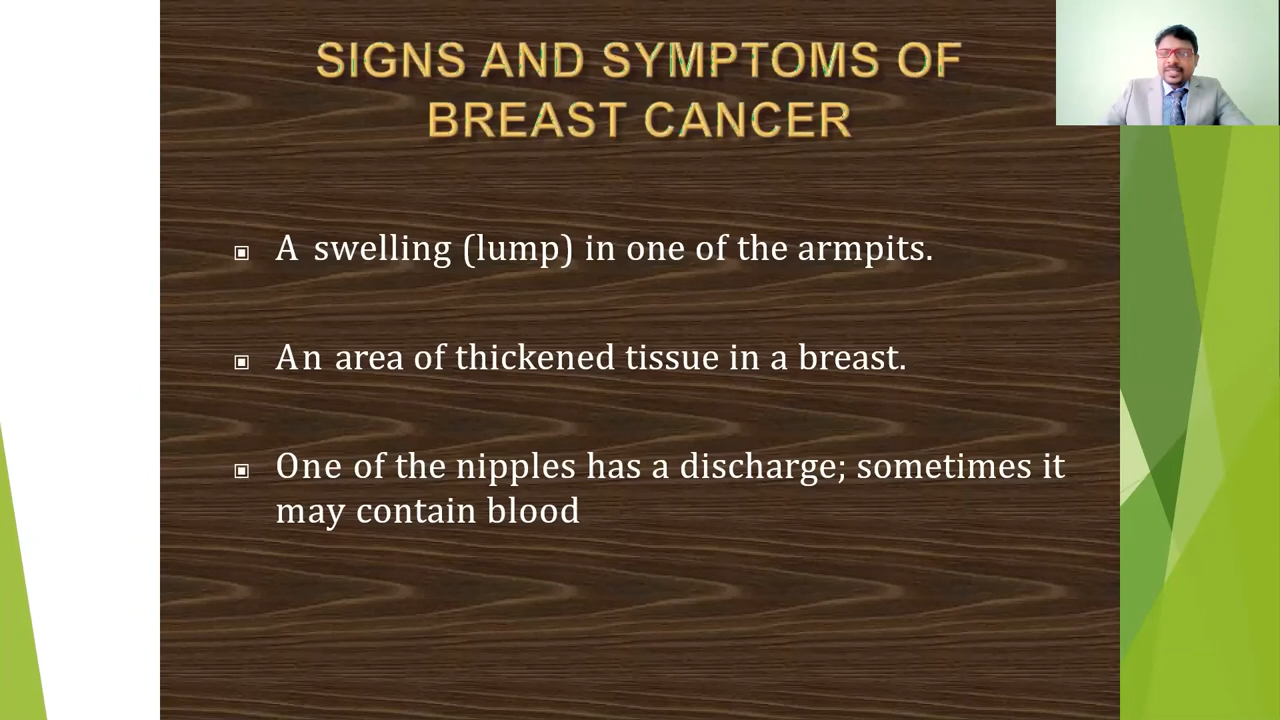 SIGNS AND SYMPTOMS OF
BREAST CANCER
A swelling (lump) in one of the armpits.
An area of thickened tissue in a breast.
One of the nipples has a discharge; sometimes it
may contain blood